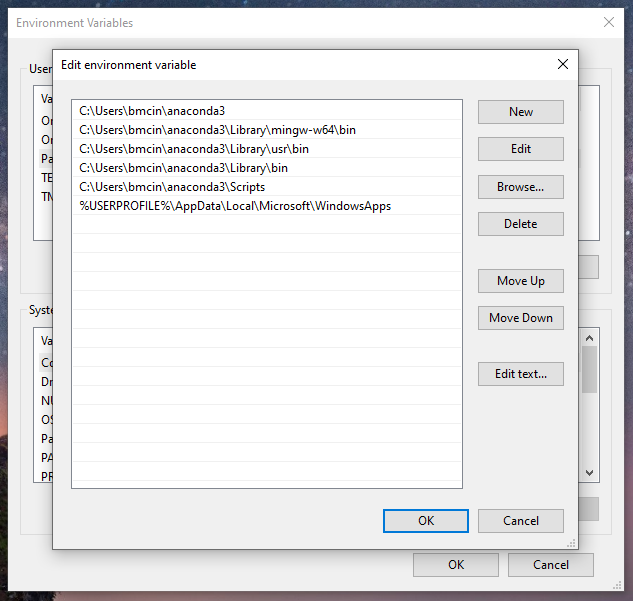 Environment Variables
Edit environment variable
User
Va
On
On
Pa
TE
TN
C:\Users\bmcin\anaconda3
C:\Users\bmcin\anaconda3\Library\mingw-w64\bin
C:\Users\bmcin\anaconda3\Library\usr\bin
C:\Users\bmcin\anaconda3\Library\bin
C:\Users\bmcin\anaconda3\Scripts
%USERPROFILE%\AppData\Local\Microsoft\WindowsApps
New
Edit
Browse...
Delete
Move Up
Move Down
Edit text...
Syste
Va
Co
Dr
NU
OS
Pa
PA
PR
OK
Cancel
OK
Cancel